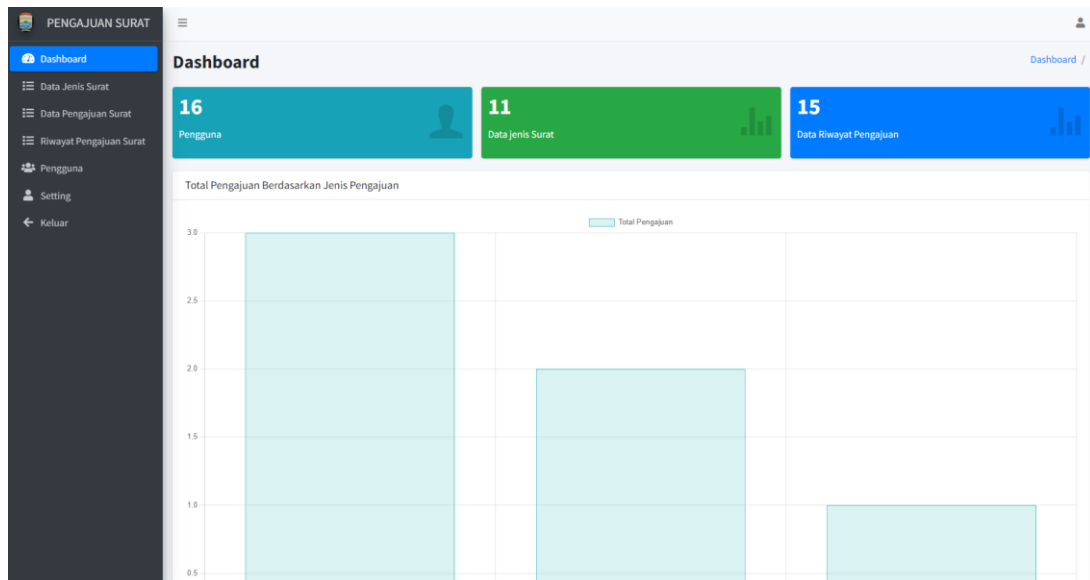 PENGAJUAN SURAT
Dashboard
Data Jenis Surat
Data Pengajuan Surat
Riwayat Pengajuan Surat
Pengguna
Setting
Keluar
Dashboard
Dashboard /
16
Pengguna
11
Data jenis Surat
15
Data Riwayat Pengajuan
Total Pengajuan Berdasarkan Jenis Pengajuan
Total Pengajuan
3.0
2.5
2.0
1.5
1.0
0.5